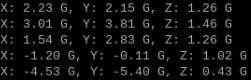 X: 2.23 G, Y: 2.15 G, Z: 1.26 G
X: 3.01 G, Y: 3.81 G, Z: 1.46 G
X: 1.54 G, Y: 2.83 G, Z: 1.26 G
X: -1.20 G, Y: -0.11 G, Z: 1.02 G
X: -4.53 G, Y: -5.40 G, Z: 0.43 G